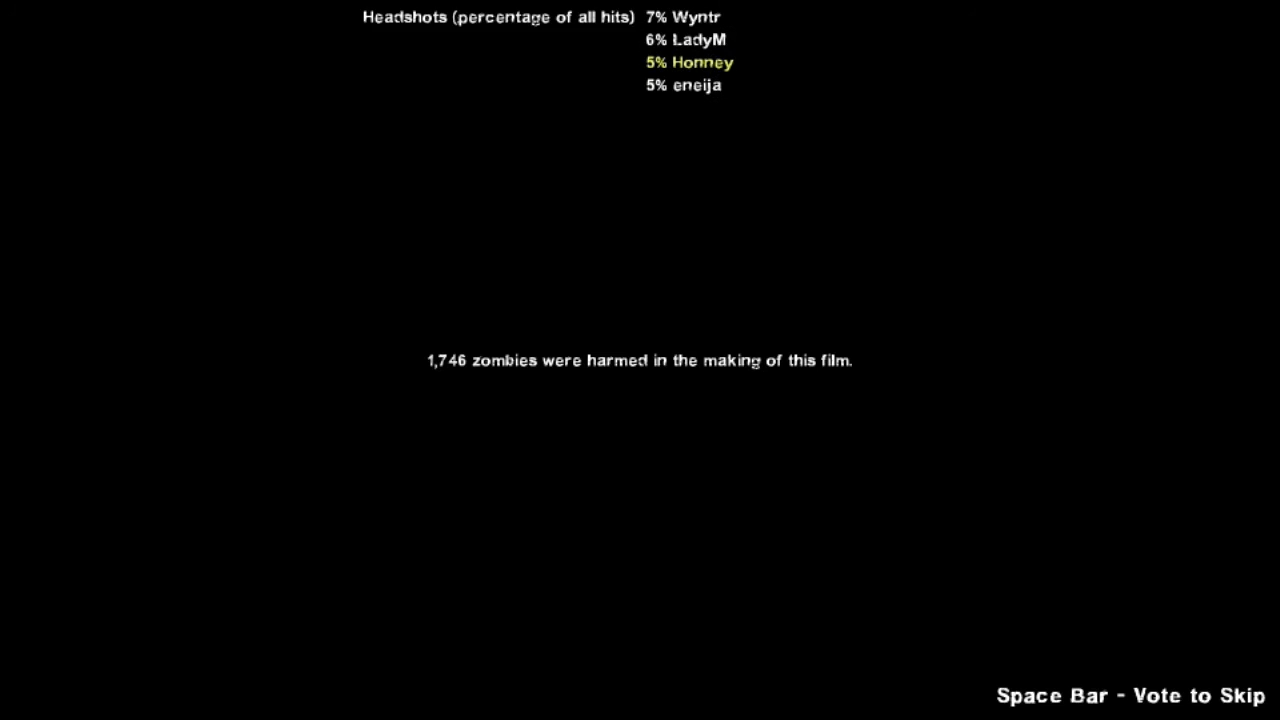 Headshots (percentage of all hits) 7% Wyntr
6% LadyM
5% Honney
5% eneija
1,746 zombies were harmed in the making of this film.
Space Bar - Vote to Skip